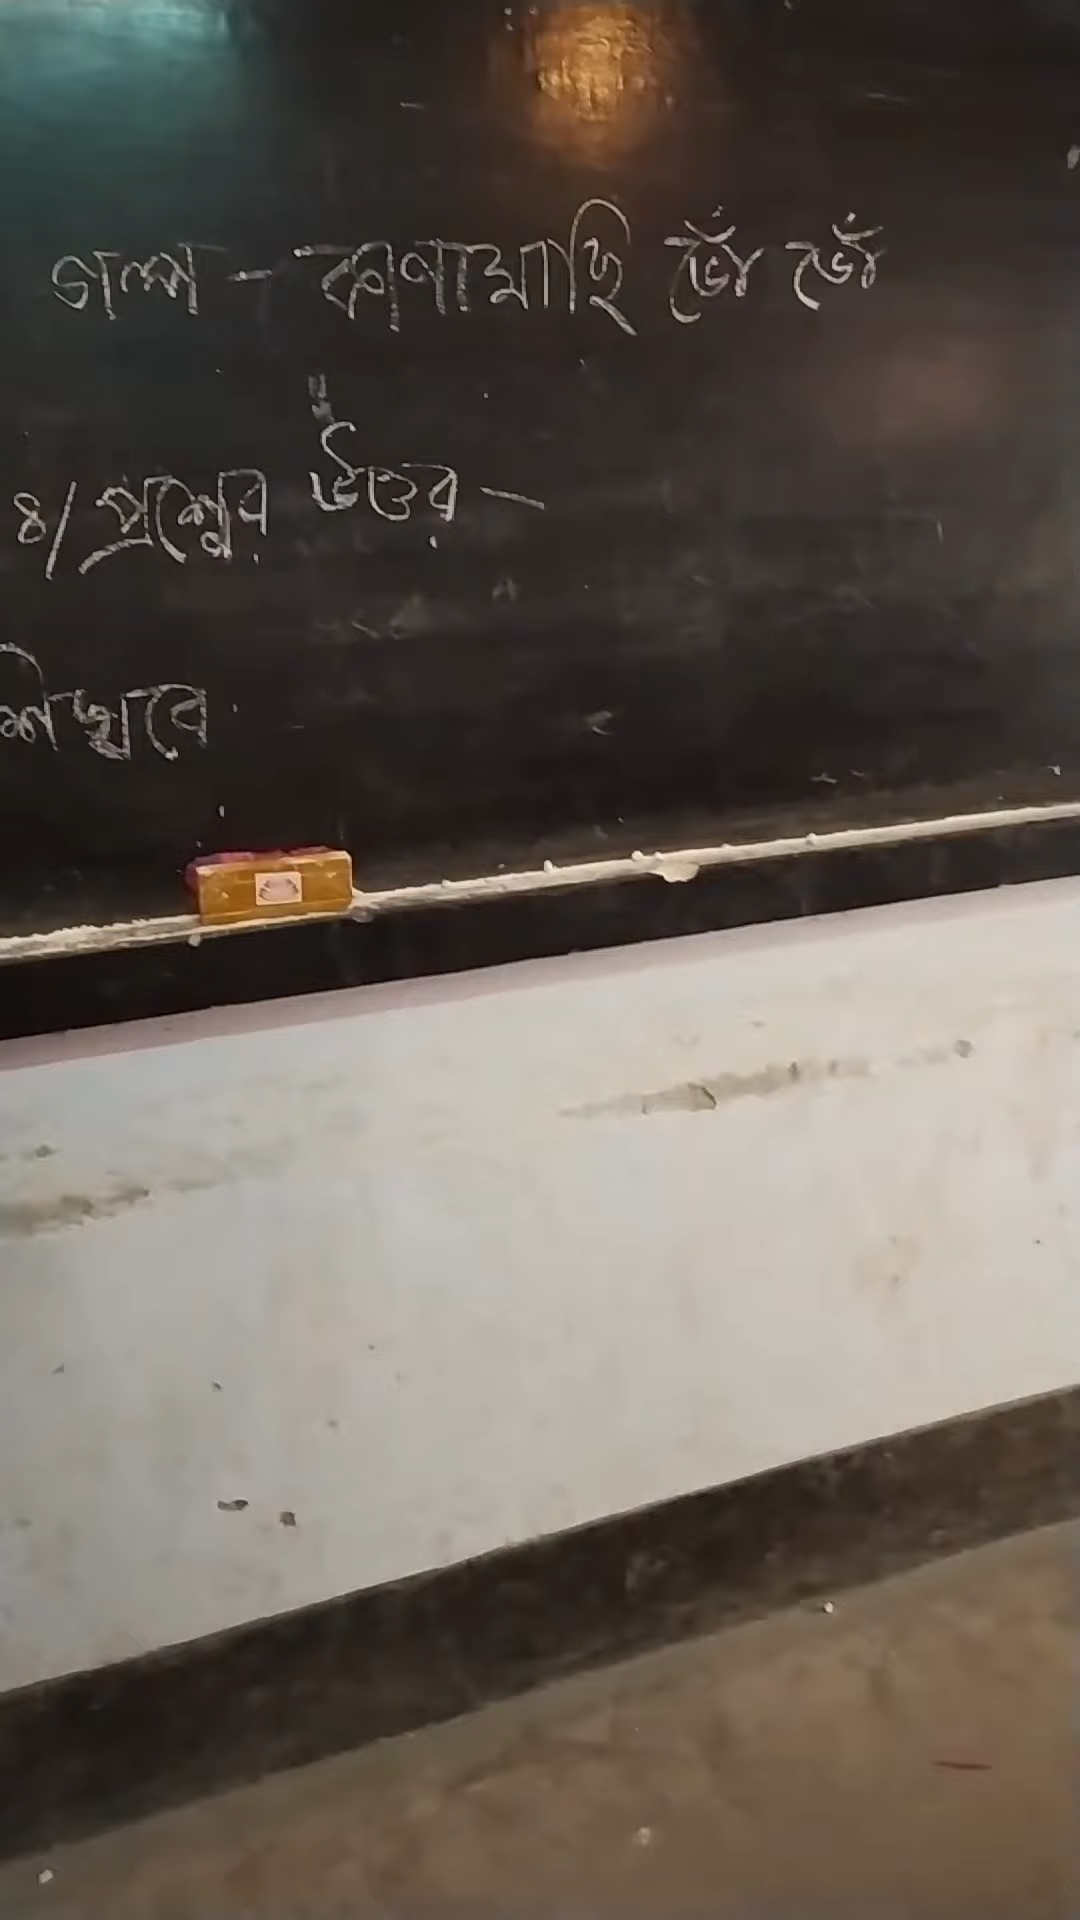 গল্প - কানামাছি ভোঁ ভোঁ
৪/ প্রশ্নের উত্তর -
শিখবে